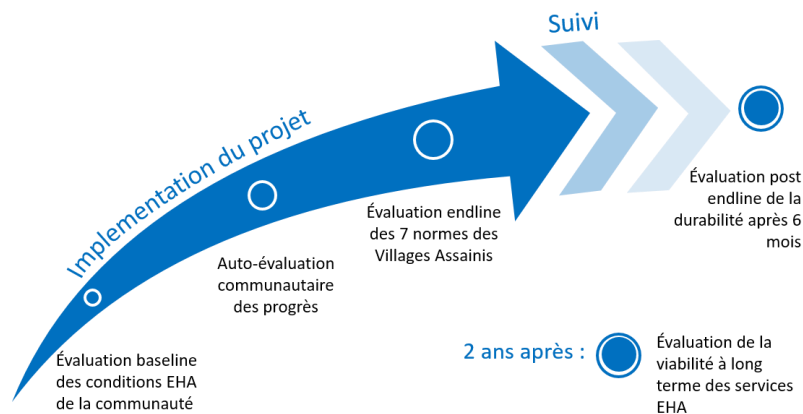 Suivi
Implementation du projet
Évaluation baseline
des conditions EHA
de la communauté
Auto-évaluation
communautaire
des progrès
Évaluation endline
des 7 normes des
Villages Assainis
Évaluation post
endline de la
durabilité après 6
mois
2 ans après :
Évaluation de la
viabilité à long
terme des services
EHA